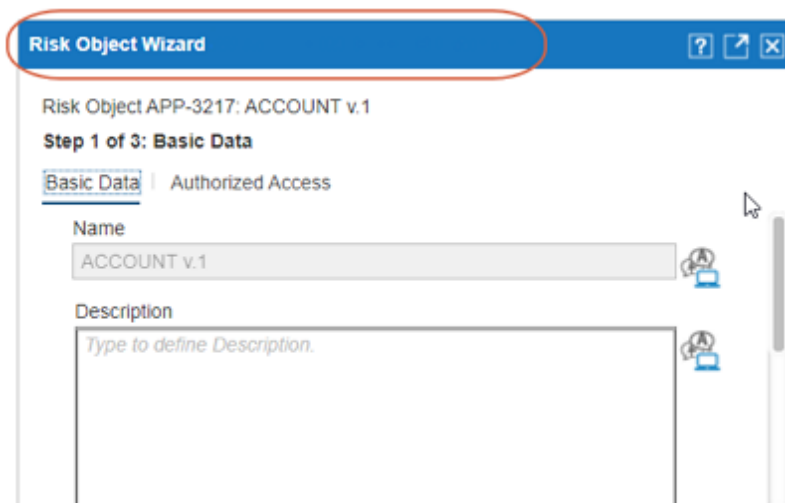 Risk Object Wizard
Risk Object APP-3217: ACCOUNT v.1
Step 1 of 3: Basic Data
Basic Data | Authorized Access
Name
ACCOUNT v.1
Description
Type to define Description.